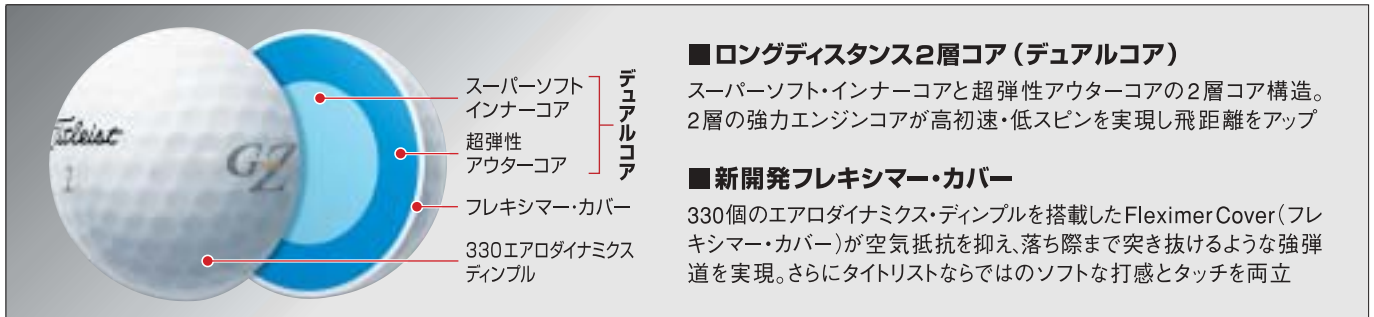 Titleist
1
GZ
スーパーソフト
インナーコア
超弾性
アウターコア
デュアルコア
フレキシマー・カバー
330エアロダイナミクス
ディンプル
■ロングディスタンス2層コア（デュアルコア）
スーパーソフト・インナーコアと超弾性アウターコアの2層コア構造。
2層の強力エンジンコアが高初速・低スピンを実現し飛距離をアップ
■新開発フレキシマー・カバー
330個のエアロダイナミクス・ディンプルを搭載したFleximer Cover（フレ
キシマー・カバー）が空気抵抗を抑え、落ち際まで突き抜けるような強弾
道を実現。さらにタイトリストならではのソフトな打感とタッチを両立